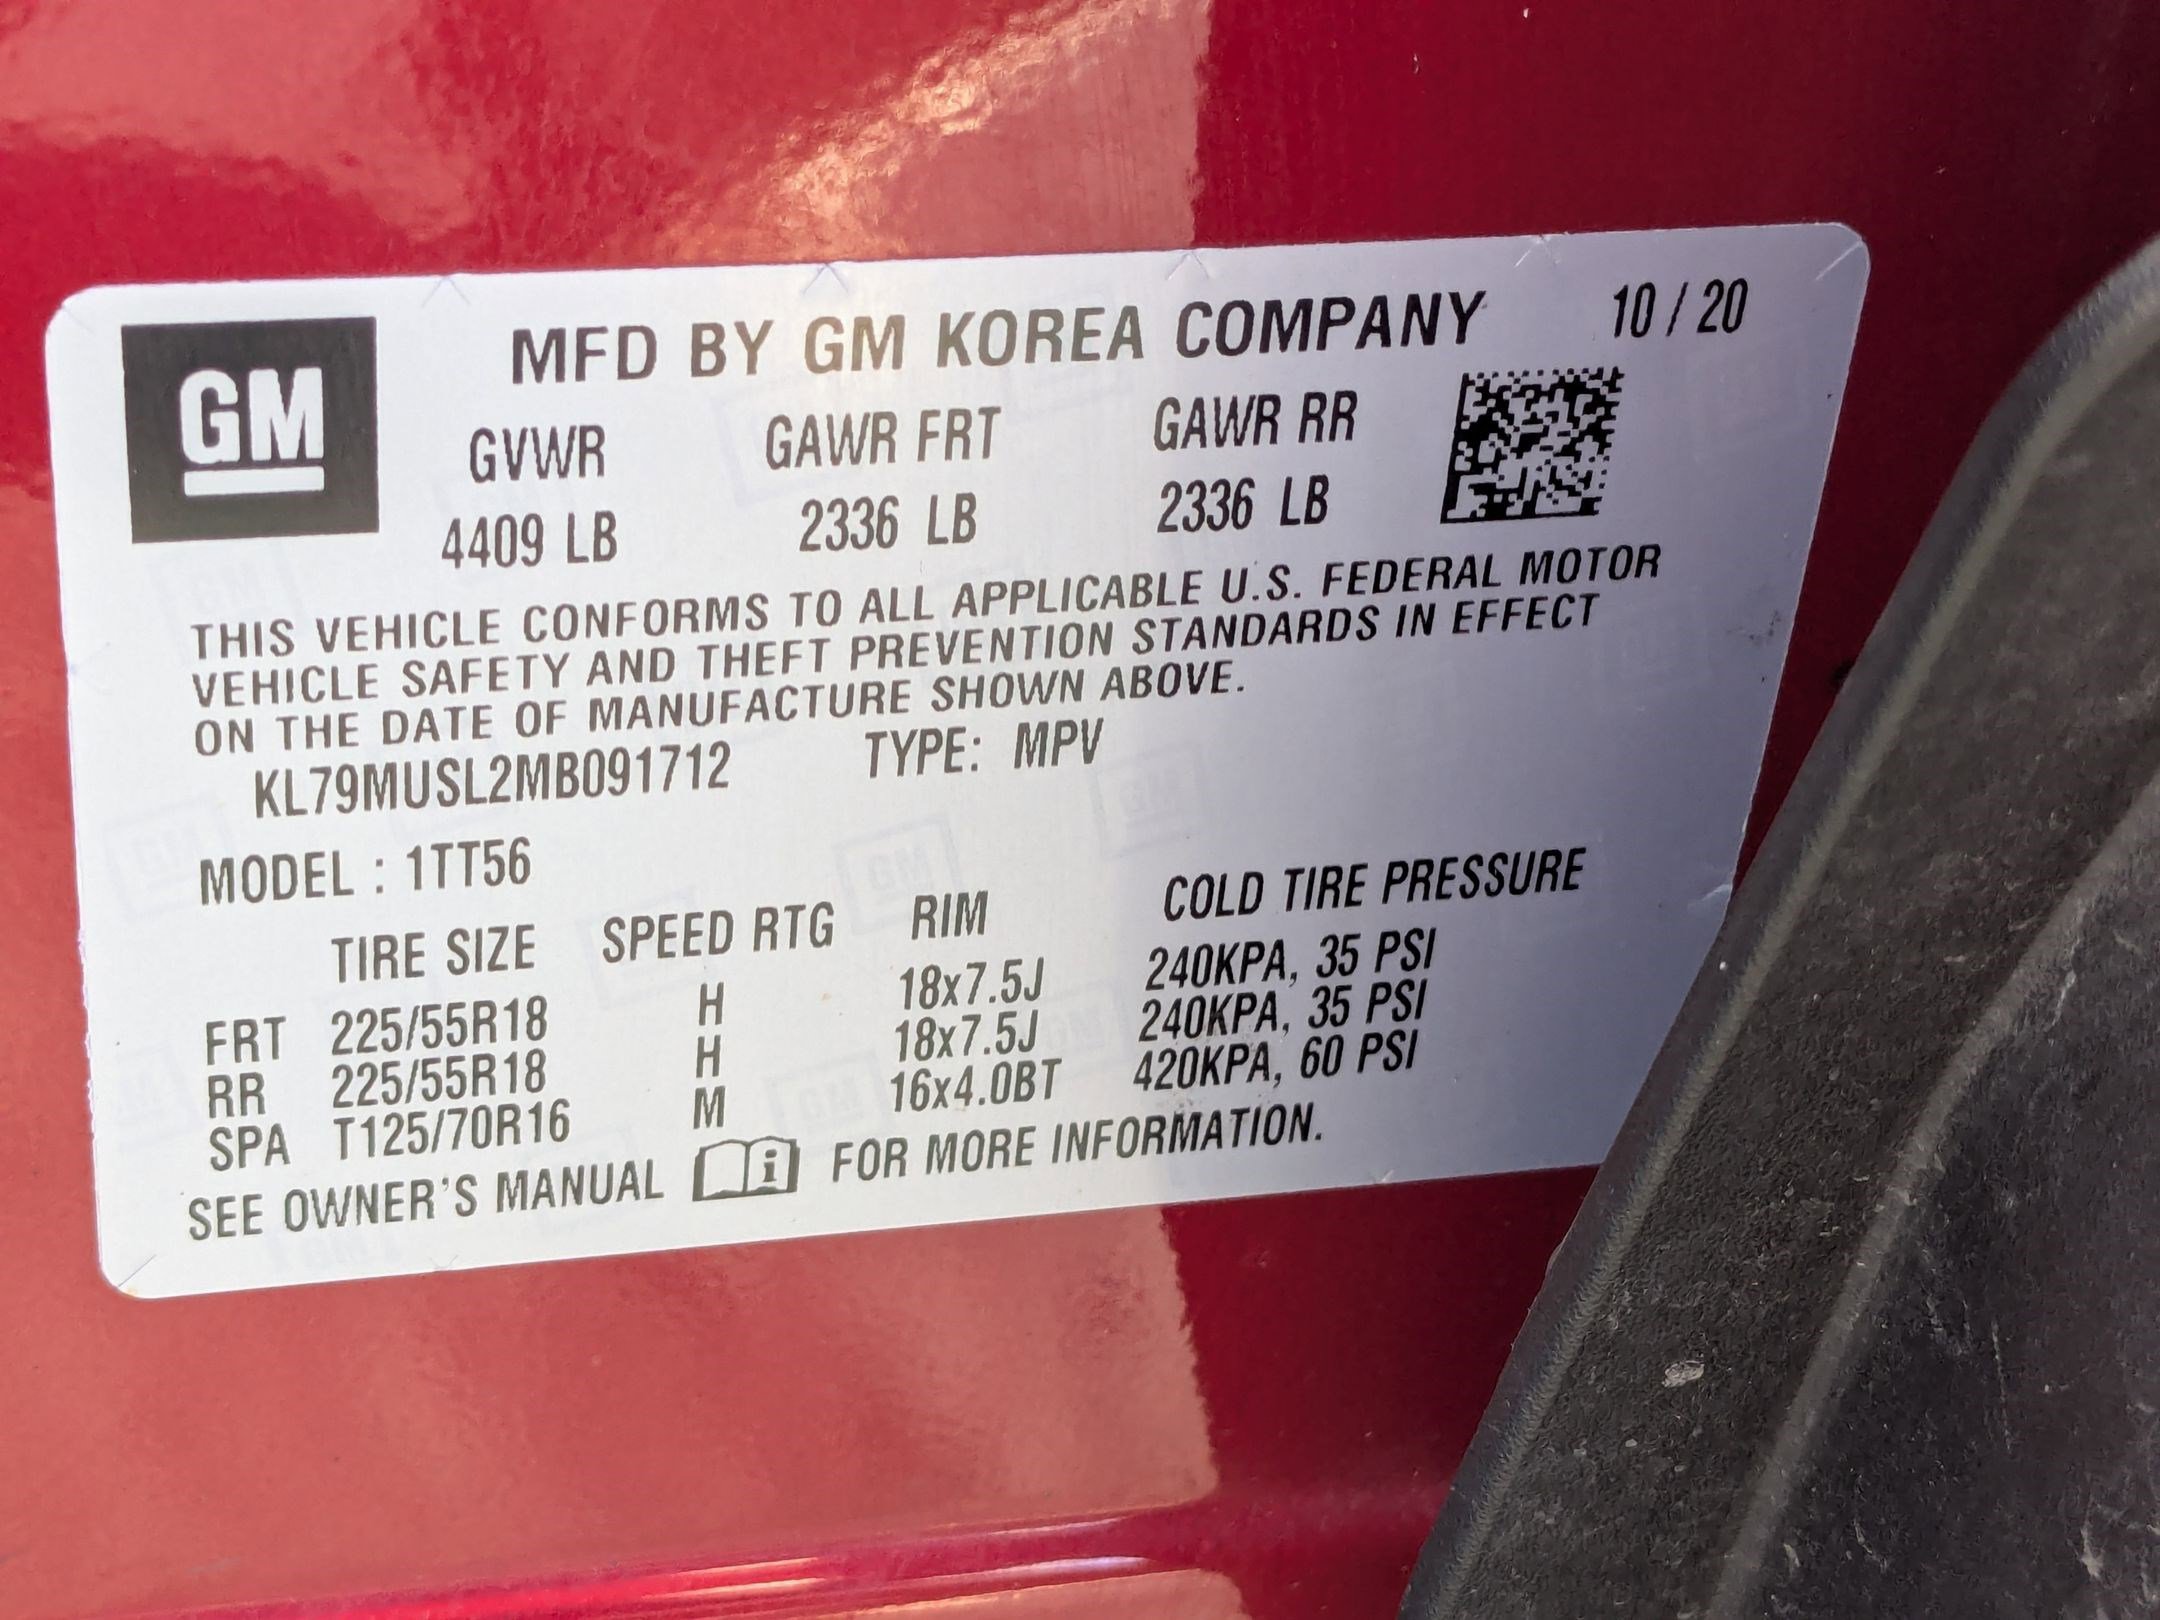 GM
MFD BY GM KOREA COMPANY 10 / 20
GVWR GAWR FRT GAWR RR
4409 LB 2336 LB 2336 LB
THIS VEHICLE CONFORMS TO ALL APPLICABLE U.S. FEDERAL MOTOR
VEHICLE SAFETY AND THEFT PREVENTION STANDARDS IN EFFECT
ON THE DATE OF MANUFACTURE SHOWN ABOVE.
KL79MUSL2MB091712 TYPE: MPV
MODEL : 1TT56
TIRE SIZE SPEED RTG RIM COLD TIRE PRESSURE
FRT 225/55R18 H 18x7.5J 240KPA, 35 PSI
RR 225/55R18 H 18x7.5J 240KPA, 35 PSI
SPA T125/70R16 M 16x4.0BT 420KPA, 60 PSI
SEE OWNER'S MANUAL i FOR MORE INFORMATION.